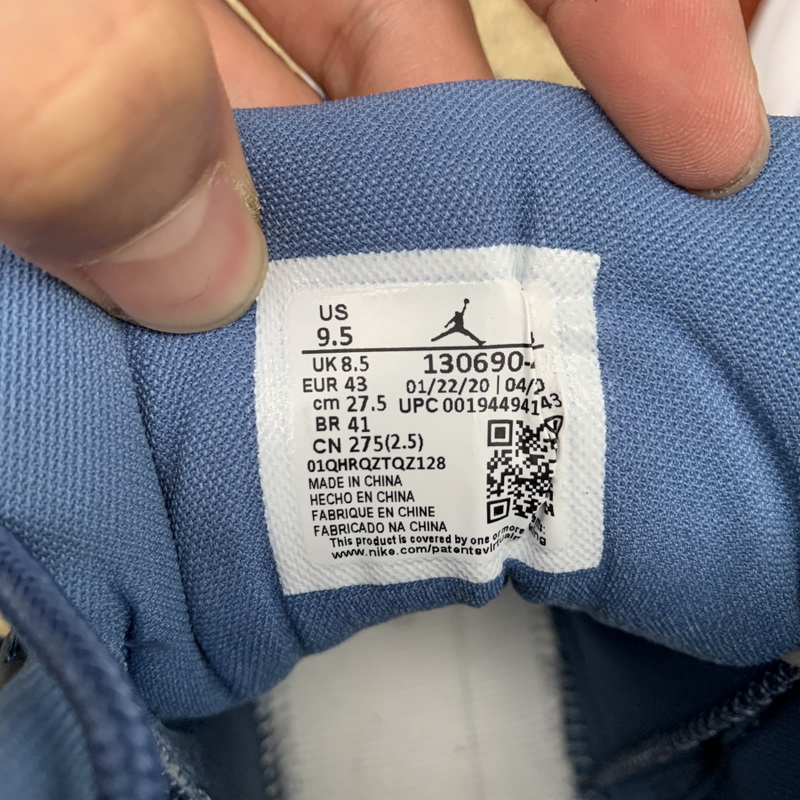 US
9.5
UK 8.5
130690-
EUR 43
01/22/20 | 04/
cm 27.5
UPC 001944941
BR 41
CN 275(2.5)
01QHRQZTQZ128
MADE IN CHINA
HECHO EN CHINA
FABRIQUE EN CHINE
FABRICADO NA CHINA
This product is covered by one or more
www.nike.com/patents